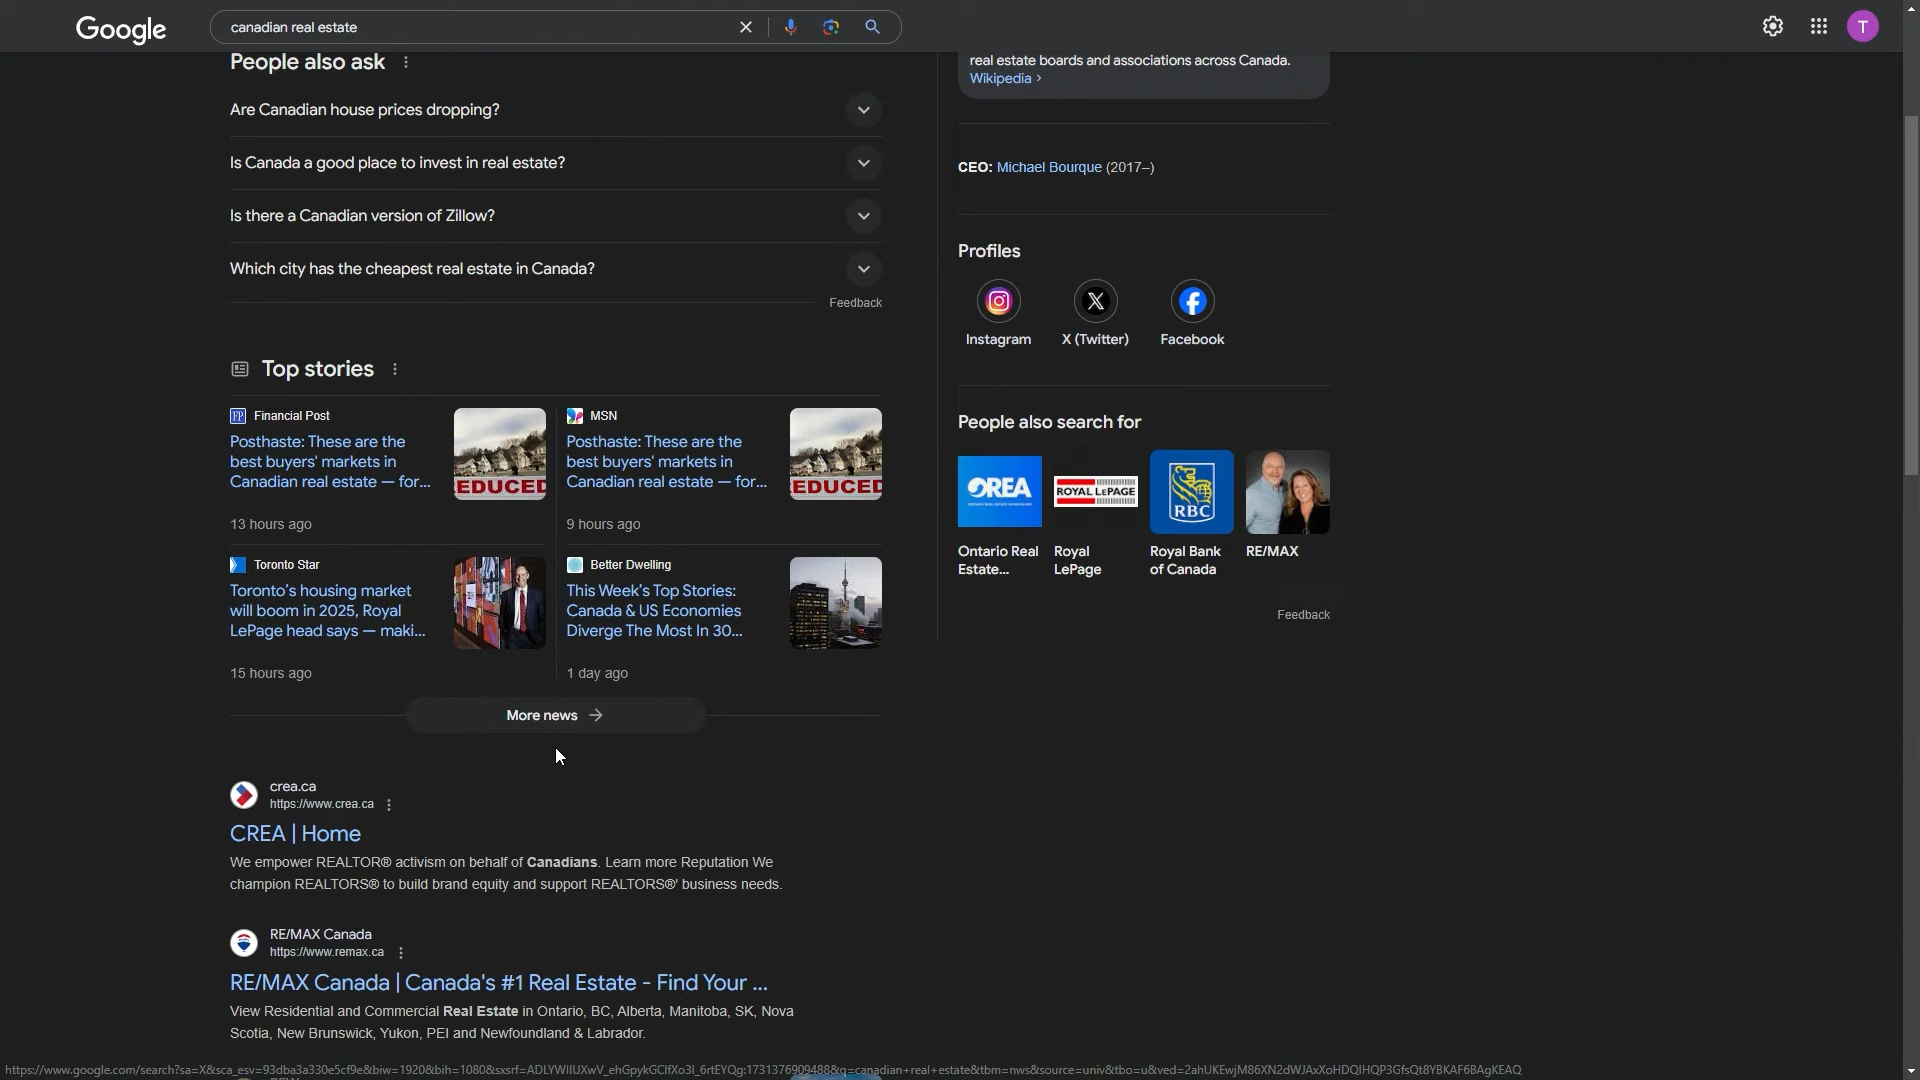 Google
canadian real estate
T
People also ask
Are Canadian house prices dropping?
Is Canada a good place to invest in real estate?
Is there a Canadian version of Zillow?
Which city has the cheapest real estate in Canada?
Feedback
Top stories
FP Financial Post
Posthaste: These are the
best buyers' markets in
Canadian real estate — for...
13 hours ago
EDUCED
MSN
Posthaste: These are the
best buyers' markets in
Canadian real estate — for...
9 hours ago
EDUCED
Toronto Star
Toronto's housing market
will boom in 2025, Royal
LePage head says — maki...
15 hours ago
Better Dwelling
This Week's Top Stories:
Canada & US Economies
Diverge The Most In 30...
1 day ago
More news
crea.ca
https://www.crea.ca
CREA | Home
We empower REALTOR® activism on behalf of Canadians. Learn more Reputation We
champion REALTORS® to build brand equity and support REALTORS®' business needs.
RE/MAX Canada
https://www.remax.ca
RE/MAX Canada | Canada's #1 Real Estate - Find Your ...
View Residential and Commercial Real Estate in Ontario, BC, Alberta, Manitoba, SK, Nova
Scotia, New Brunswick, Yukon, PEI and Newfoundland & Labrador.
real estate boards and associations across Canada.
Wikipedia ›
CEO: Michael Bourque (2017–)
Profiles
Instagram
X (Twitter)
Facebook
People also search for
OREA
ROYAL LEPAGE
RBC
Ontario Real
Estate...
Royal
LePage
Royal Bank
of Canada
RE/MAX
Feedback